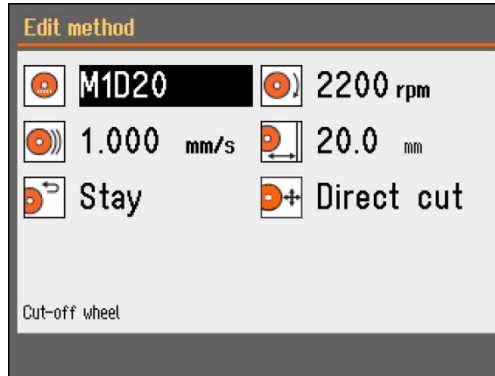 Edit method
M1D20 2200 rpm
1.000 mm/s 20.0 mm
Stay Direct cut
Cut-off wheel